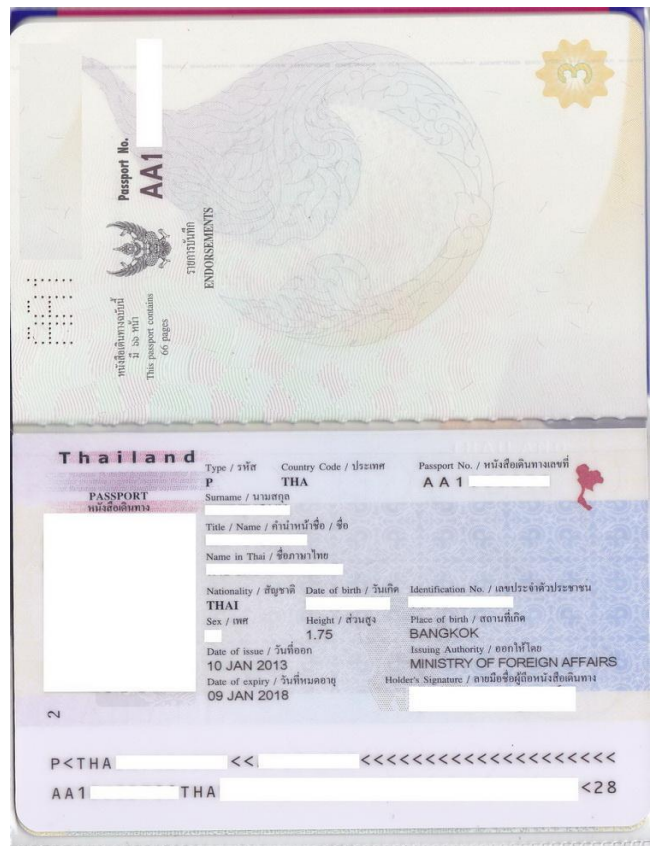 3
Passport No.
AA1
รายการบันทึก
ENDORSEMENTS
หนังสือเดินทางฉบับนี้
มี ๖๖ หน้า
This passport contains
66 pages
Thailand
PASSPORT
หนังสือเดินทาง
Type / รหัส Country Code / ประเทศ Passport No. / หนังสือเดินทางเลขที่
P THA AA1
Surname / นามสกุล
Title / Name / คำนำหน้าชื่อ / ชื่อ
Name in Thai / ชื่อภาษาไทย
Nationality / สัญชาติ Date of birth / วันเกิด Identification No. / เลขประจำตัวประชาชน
THAI
Sex / เพศ Height / ส่วนสูง Place of birth / สถานที่เกิด
1.75 BANGKOK
Date of issue / วันที่ออก Issuing Authority / ออกให้โดย
10 JAN 2013 MINISTRY OF FOREIGN AFFAIRS
Date of expiry / วันที่หมดอายุ Holder's Signature / ลายมือชื่อผู้ถือหนังสือเดินทาง
09 JAN 2018
2
P<THA << <<<<<<<<<<<<<<<<<<<<
AA1 THA <28